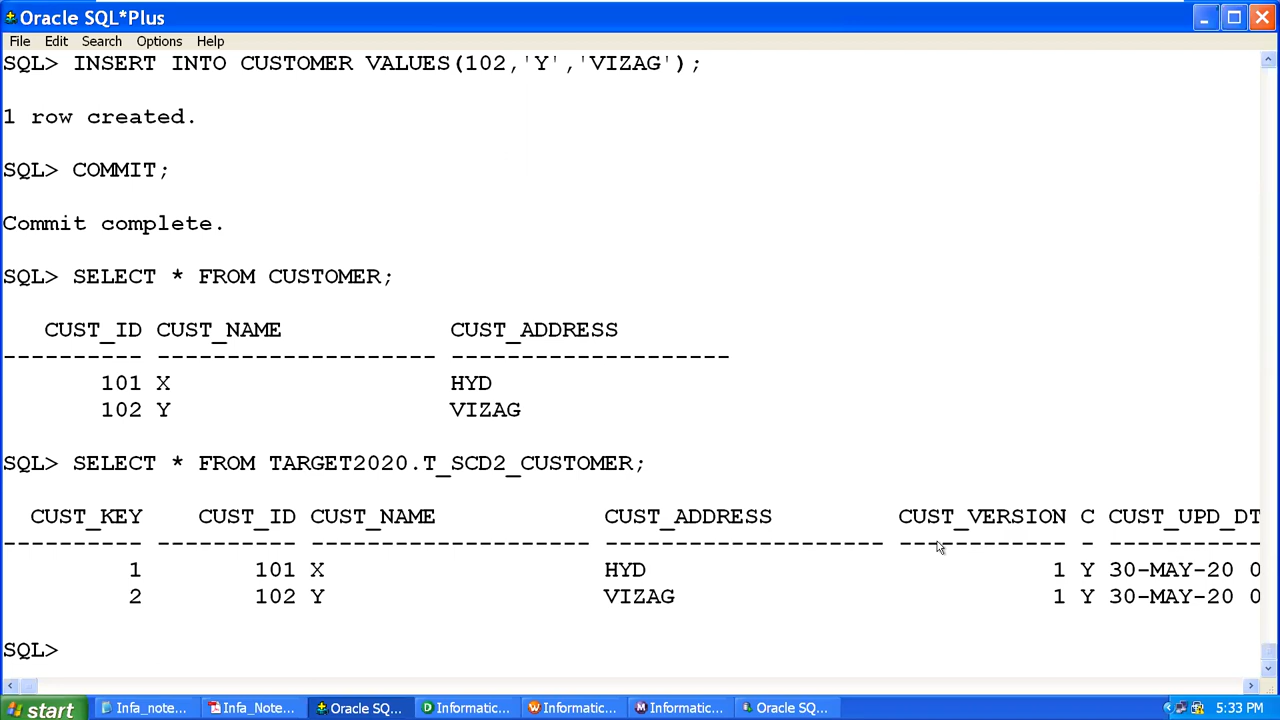 Oracle SQL*Plus
File Edit Search Options Help
SQL> INSERT INTO CUSTOMER VALUES(102,'Y','VIZAG');
1 row created.
SQL> COMMIT;
Commit complete.
SQL> SELECT * FROM CUSTOMER;
CUST_ID CUST_NAME CUST_ADDRESS
---------- -------------------- --------------------
101 X HYD
102 Y VIZAG
SQL> SELECT * FROM TARGET2020.T_SCD2_CUSTOMER;
CUST_KEY CUST_ID CUST_NAME CUST_ADDRESS CUST_VERSION C CUST_UPD_DT
---------- ---------- -------------------- -------------------- ------------ - -----------
1 101 X HYD 1 Y 30-MAY-20 0
2 102 Y VIZAG 1 Y 30-MAY-20 0
SQL>
start Infa_note... Infa_Note... Oracle SQ... Informatic... Informatic... Informatic... Oracle SQ... 5:33 PM